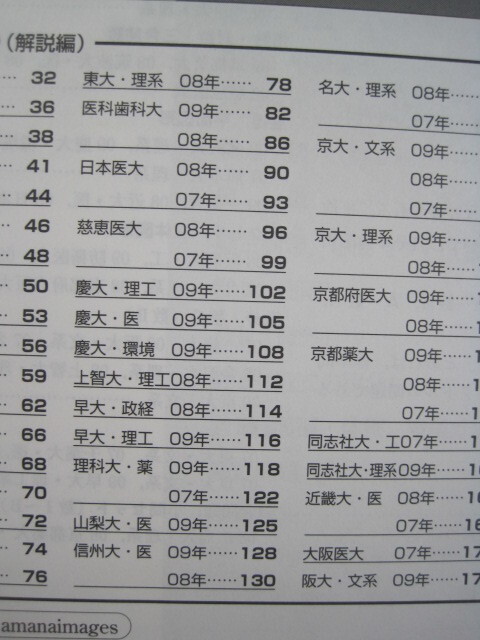 （解説編）
32
36
38
41
44
46
48
50
53
56
59
62
66
68
70
72
74
76
東大・理系 08年……78
医科歯科大 09年……82
08年……86
日本医大 08年……90
07年……93
慈恵医大 08年……96
07年……99
慶大・理工 09年……102
慶大・医 09年……105
慶大・環境 09年……108
上智大・理工08年……112
早大・政経 08年……114
早大・理工 09年……116
理科大・薬 09年……118
07年……122
山梨大・医 09年……125
信州大・医 09年……128
08年……130
名大・理系 08年……
07年……
京大・文系 09年……
08年……
07年……
京大・理系 09年……
08年……
京都府医大 09年……
08年……
京都薬大 09年……
08年……
07年……
同志社大・工07年……
同志社大・理系09年……
近畿大・医 08年……
07年……
大阪医大 07年……
阪大・文系 09年……
amanaimages